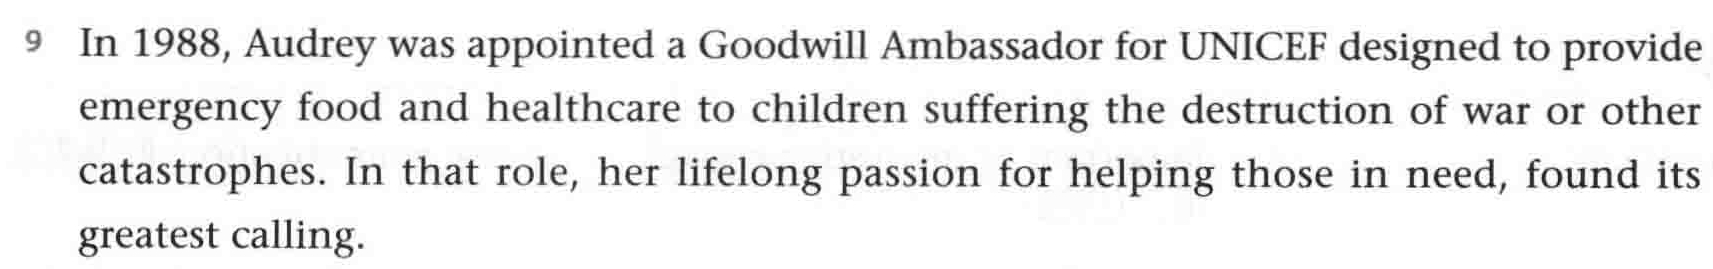 9 In 1988, Audrey was appointed a Goodwill Ambassador for UNICEF designed to provide
emergency food and healthcare to children suffering the destruction of war or other
catastrophes. In that role, her lifelong passion for helping those in need, found its
greatest calling.